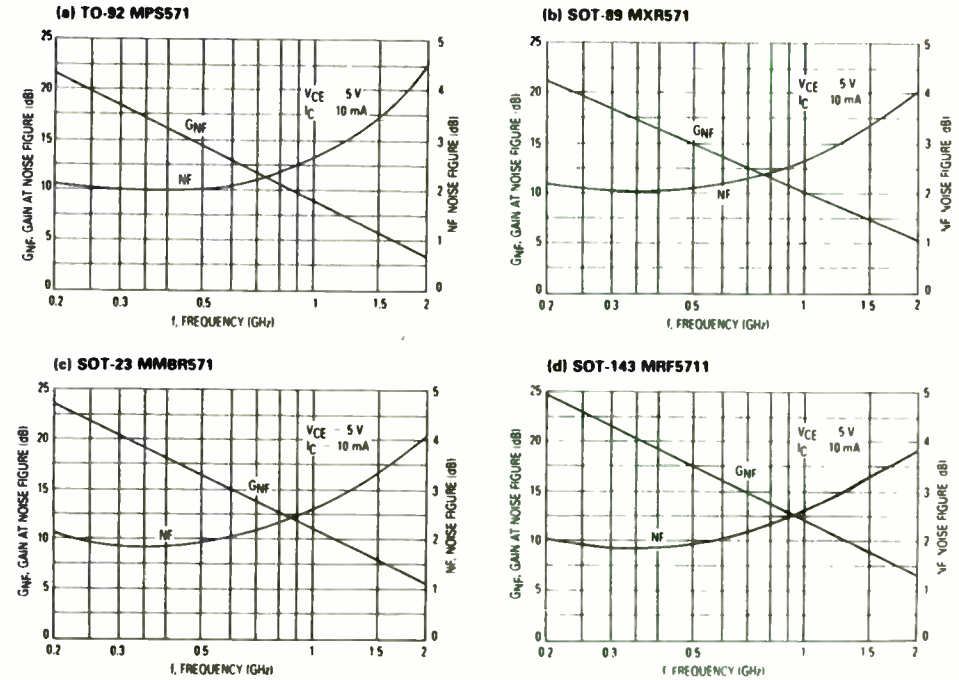 (a) TO-92 MPS571
GNF, GAIN AT NOISE FIGURE (dB)
25
20
15
10
5
0
VCE 5 V
IC 10 mA
GNF
NF
5
4
3
2
1
0
NF NOISE FIGURE (dB)
0.2 0.3 0.5 1 1.5 2
f, FREQUENCY (GHz)
(b) SOT-89 MXR571
GNF, GAIN AT NOISE FIGURE (dB)
25
20
15
10
5
0
VCE 5 V
IC 10 mA
GNF
NF
5
4
3
2
1
0
NF NOISE FIGURE dB)
0.2 0.3 0.5 1 1.5 2
f, FREQUENCY (GHz)
(c) SOT-23 MMBR571
GNF, GAIN AT NOISE FIGURE (dB)
25
20
15
10
5
0
VCE 5 V
IC 10 mA
GNF
NF
5
4
3
2
1
0
NF, NOISE FIGURE (dB)
0.2 0.3 0.5 1 1.5 2
f, FREQUENCY (GHz)
(d) SOT-143 MRF5711
GNF, GAIN AT NOISE FIGURE (dB)
25
20
15
10
5
0
VCE 5 V
IC 10 mA
GNF
NF
5
4
3
2
1
0
NF, NOISE FIGURE dB)
0.2 0.3 0.5 1 1.5 2
f FREQUENCY (GHz)